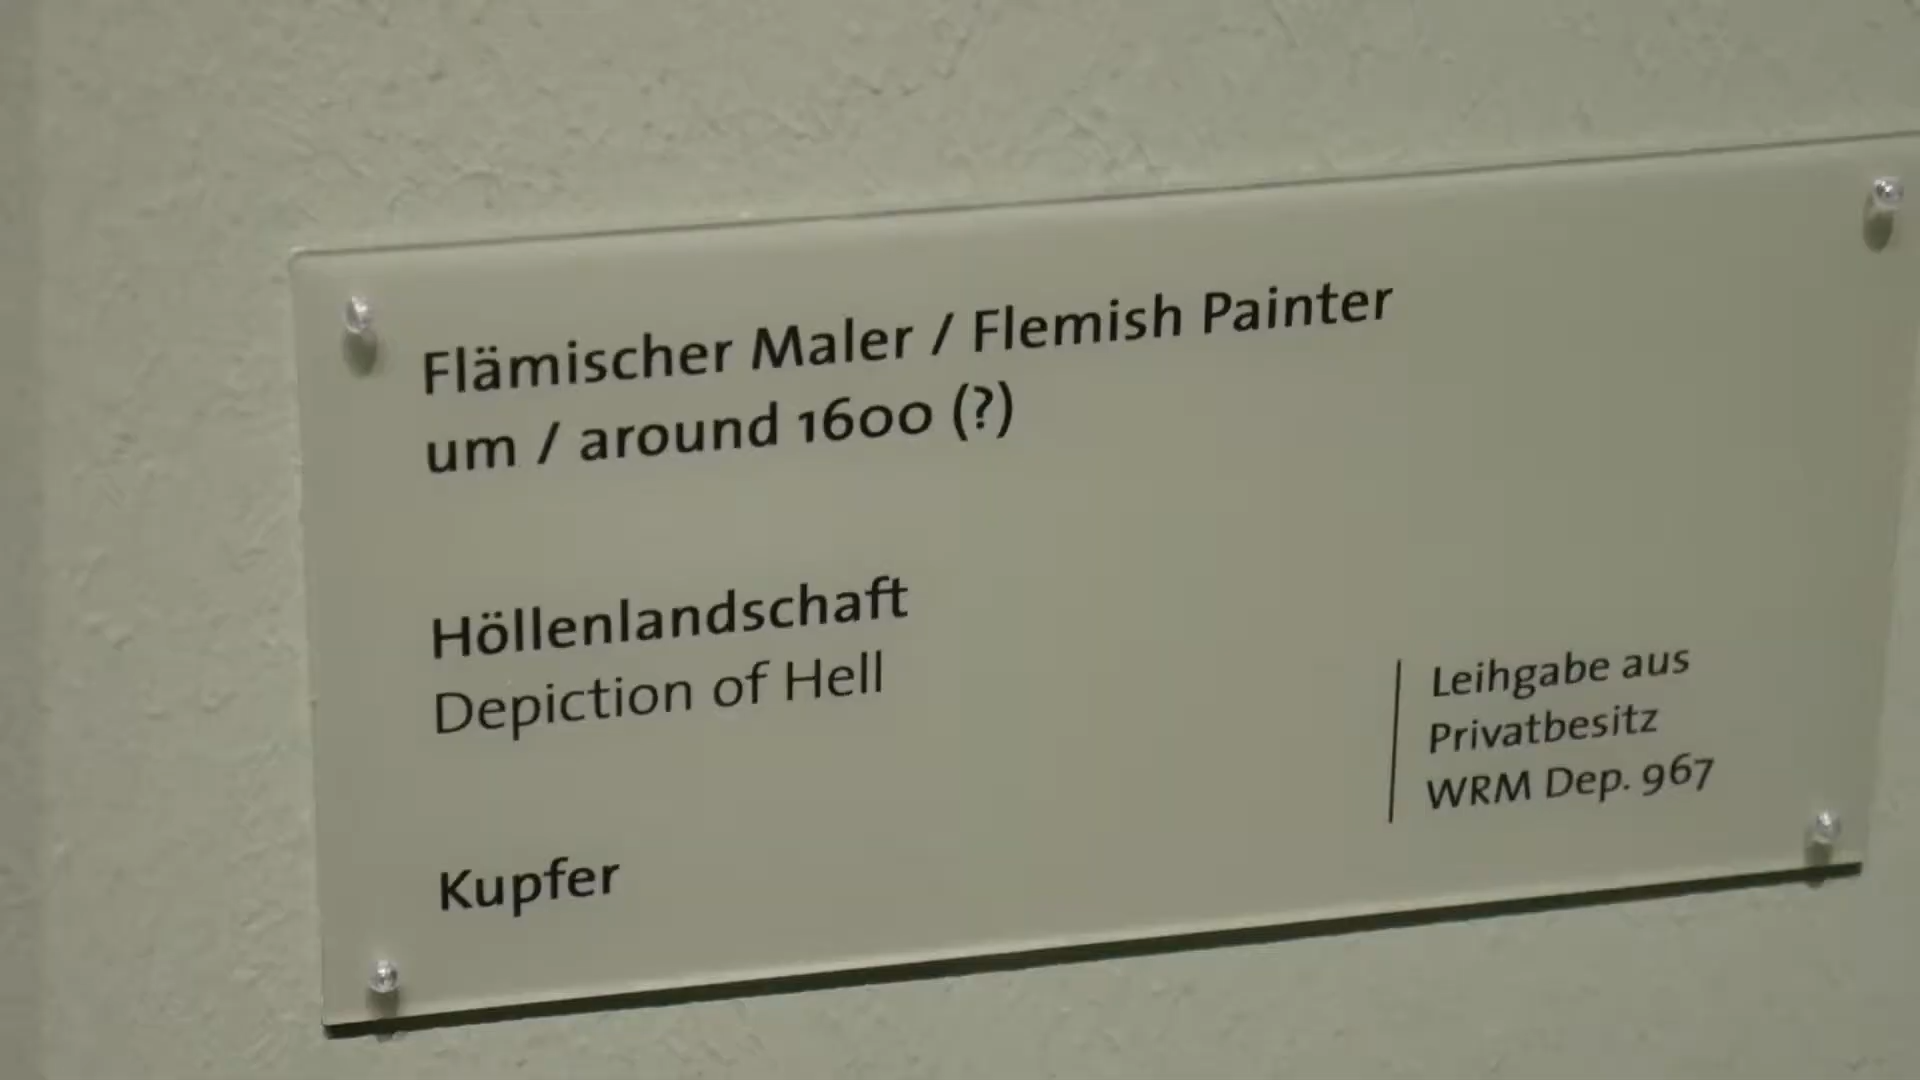 Flämischer Maler / Flemish Painter
um / around 1600 (?)
Höllenlandschaft
Depiction of Hell
Kupfer
Leihgabe aus
Privatbesitz
WRM Dep. 967